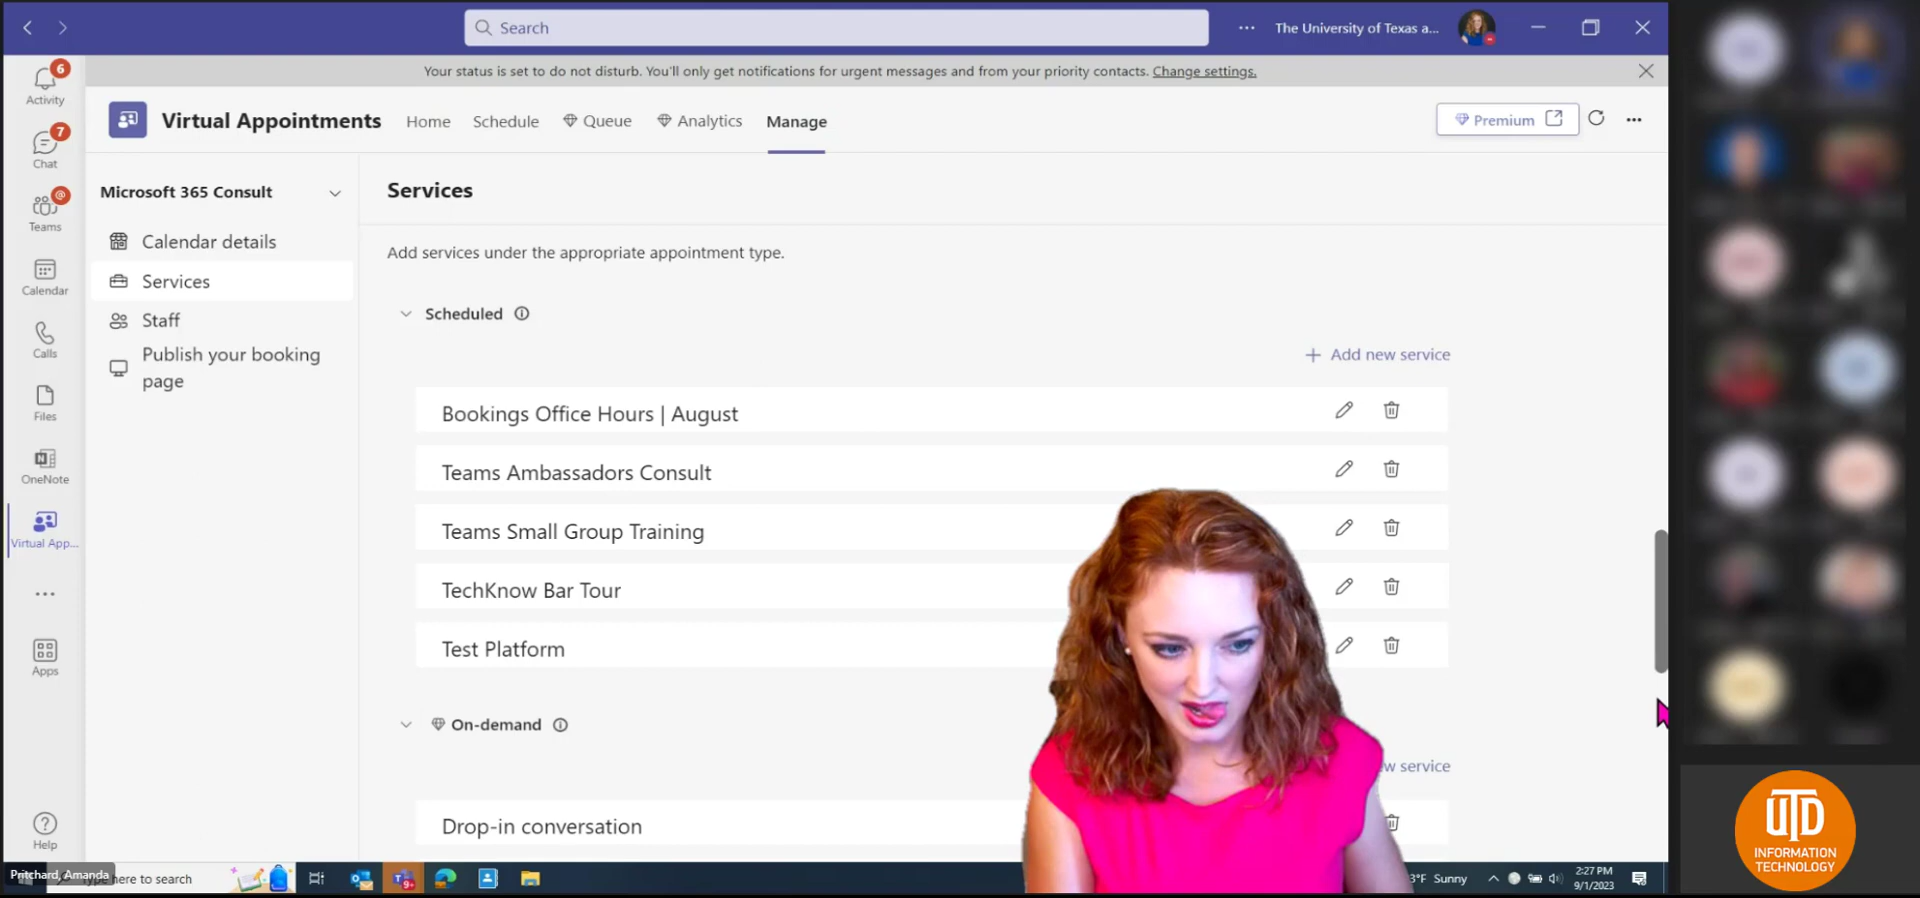 Search
The University of Texas a...
Your status is set to do not disturb. You'll only get notifications for urgent messages and from your priority contacts. Change settings.
6
Activity
7
Chat
@
Teams
Calendar
Calls
Files
OneNote
Virtual App...
Apps
Help
Virtual Appointments
Home
Schedule
Queue
Analytics
Manage
Premium
Microsoft 365 Consult
Calendar details
Services
Staff
Publish your booking
page
Services
Add services under the appropriate appointment type.
Scheduled
Add new service
Bookings Office Hours | August
Teams Ambassadors Consult
Teams Small Group Training
TechKnow Bar Tour
Test Platform
On-demand
service
Drop-in conversation
Pritchard, Amanda
here to search
9+
Sunny
2:27 PM
9/1/2023
UTD
INFORMATION
TECHNOLOGY